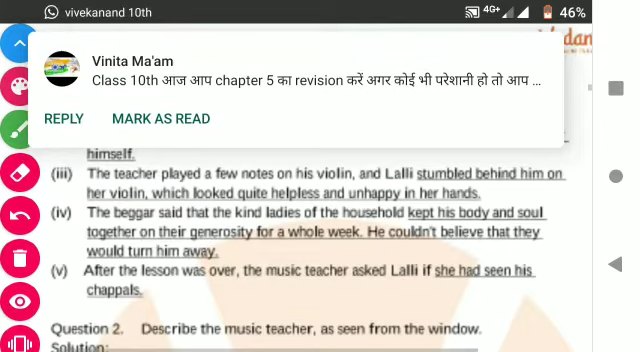 vivekanand 10th
4G+ 46%
Vinita Ma'am
Class 10th आज आप chapter 5 का revision करें अगर कोई भी परेशानी हो तो आप ...
REPLY MARK AS READ
himself.
(iii) The teacher played a few notes on his violin, and Lalli stumbled behind him on
her violin, which looked quite helpless and unhappy in her hands.
(iv) The beggar said that the kind ladies of the household kept his body and soul
together on their generosity for a whole week. He couldn't believe that they
would turn him away.
(v) After the lesson was over, the music teacher asked Lalli if she had seen his
chappals.
Question 2. Describe the music teacher, as seen from the window.
Solution: